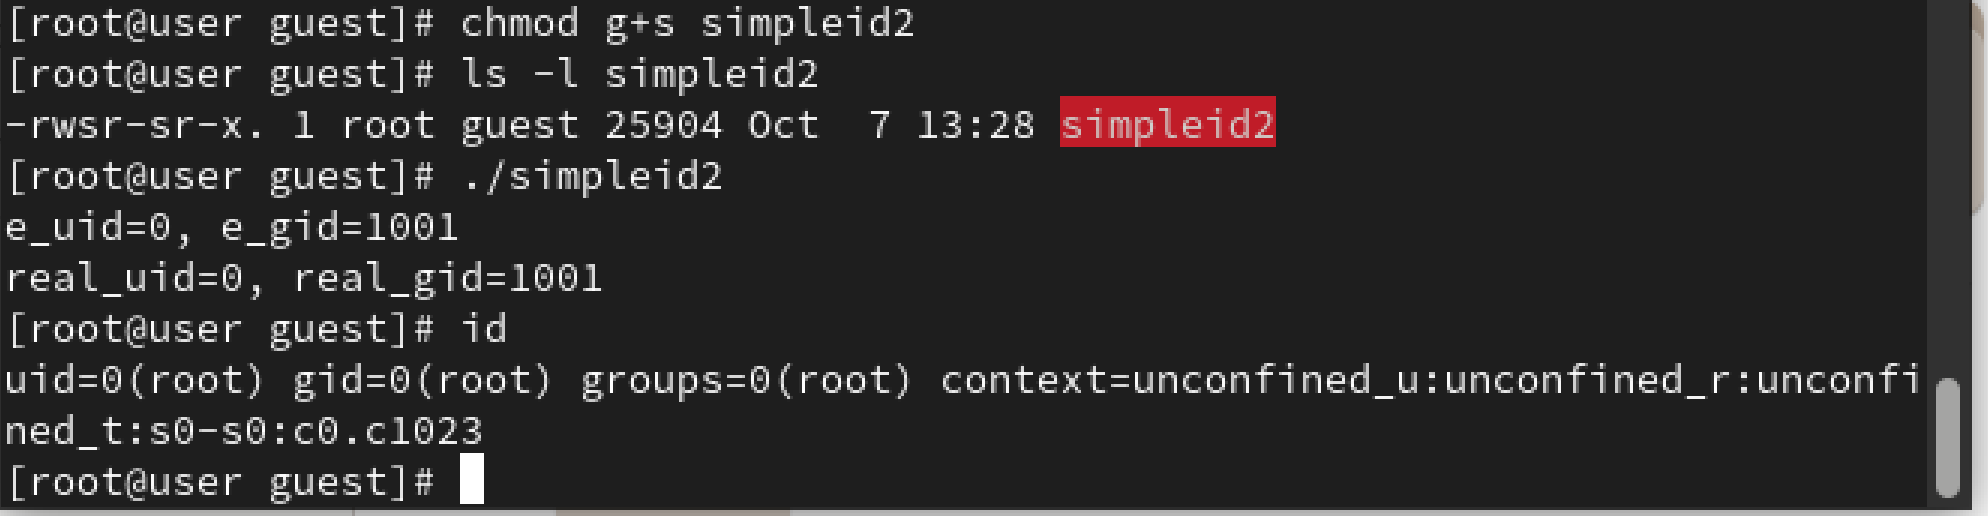 [root@user guest]# chmod g+s simpleid2
[root@user guest]# ls -l simpleid2
-rwsr-sr-x. 1 root guest 25904 Oct  7 13:28 simpleid2
[root@user guest]# ./simpleid2
e_uid=0, e_gid=1001
real_uid=0, real_gid=1001
[root@user guest]# id
uid=0(root) gid=0(root) groups=0(root) context=unconfined_u:unconfined_r:unconfi
ned_t:s0-s0:c0.c1023
[root@user guest]#